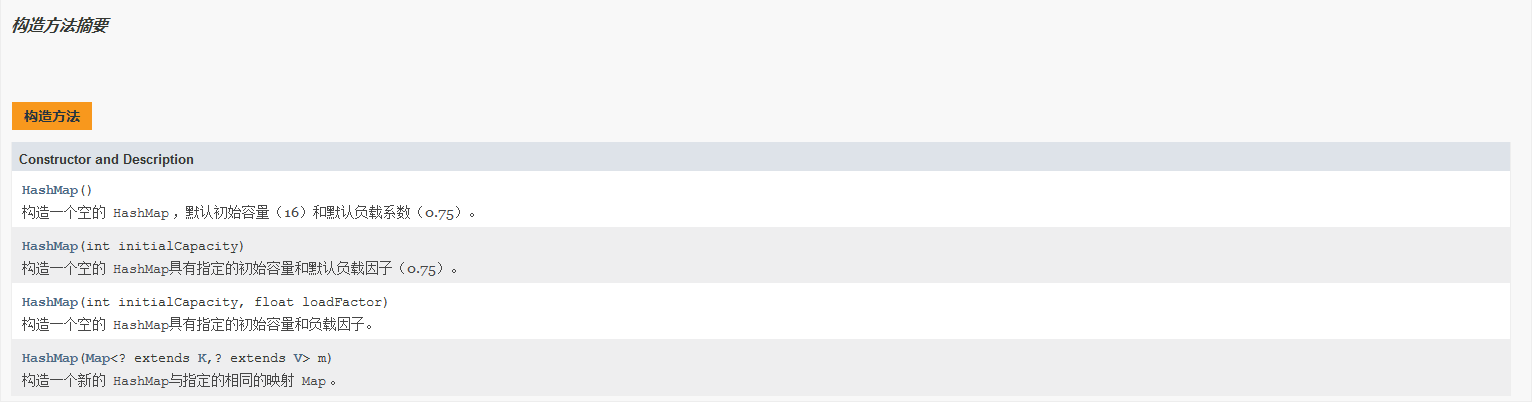 构造方法摘要
构造方法
Constructor and Description
HashMap()
构造一个空的 HashMap ，默认初始容量（16）和默认负载系数（0.75）。
HashMap(int initialCapacity)
构造一个空的 HashMap具有指定的初始容量和默认负载因子（0.75）。
HashMap(int initialCapacity, float loadFactor)
构造一个空的 HashMap具有指定的初始容量和负载因子。
HashMap(Map<? extends K,? extends V> m)
构造一个新的 HashMap与指定的相同的映射 Map 。